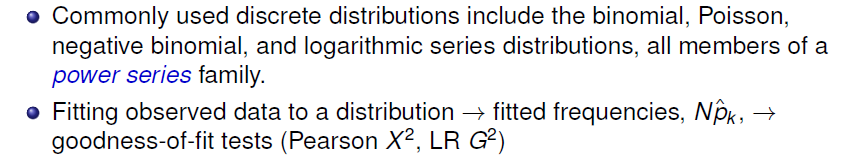 Commonly used discrete distributions include the binomial, Poisson,
negative binomial, and logarithmic series distributions, all members of a
power series family.
Fitting observed data to a distribution → fitted frequencies, Np̂ₖ, →
goodness-of-fit tests (Pearson X², LR G²)